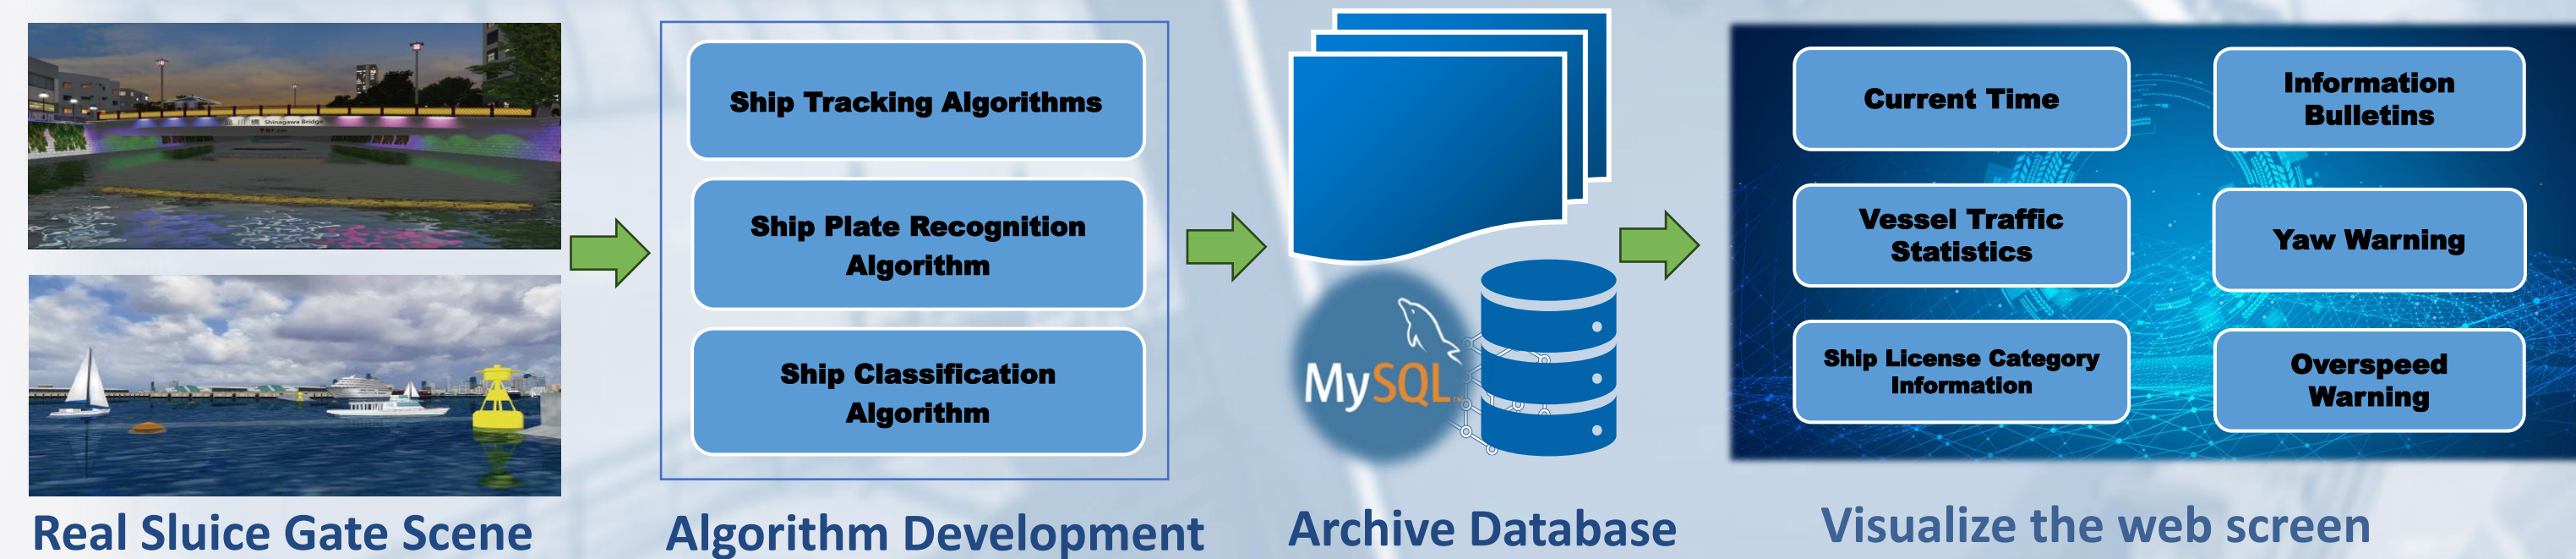 Shinagawa Bridge
Real Sluice Gate Scene
Ship Tracking Algorithms
Ship Plate Recognition
Algorithm
Ship Classification
Algorithm
Algorithm Development
MySQL
Archive Database
Current Time
Information
Bulletins
Vessel Traffic
Statistics
Yaw Warning
Ship License Category
Information
Overspeed
Warning
Visualize the web screen